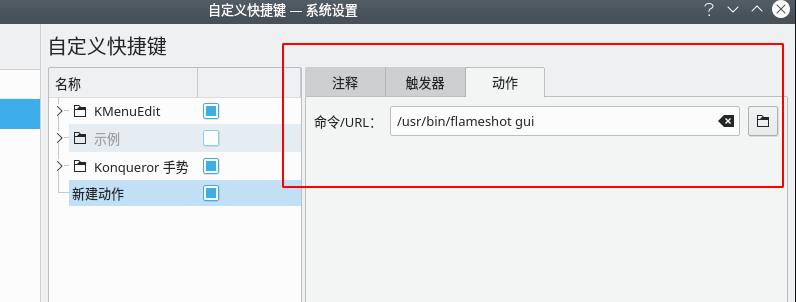 自定义快捷键 — 系统设置
自定义快捷键
名称
注释 触发器 动作
KMenuEdit
命令/URL： /usr/bin/flameshot gui
示例
Konqueror 手势
新建动作